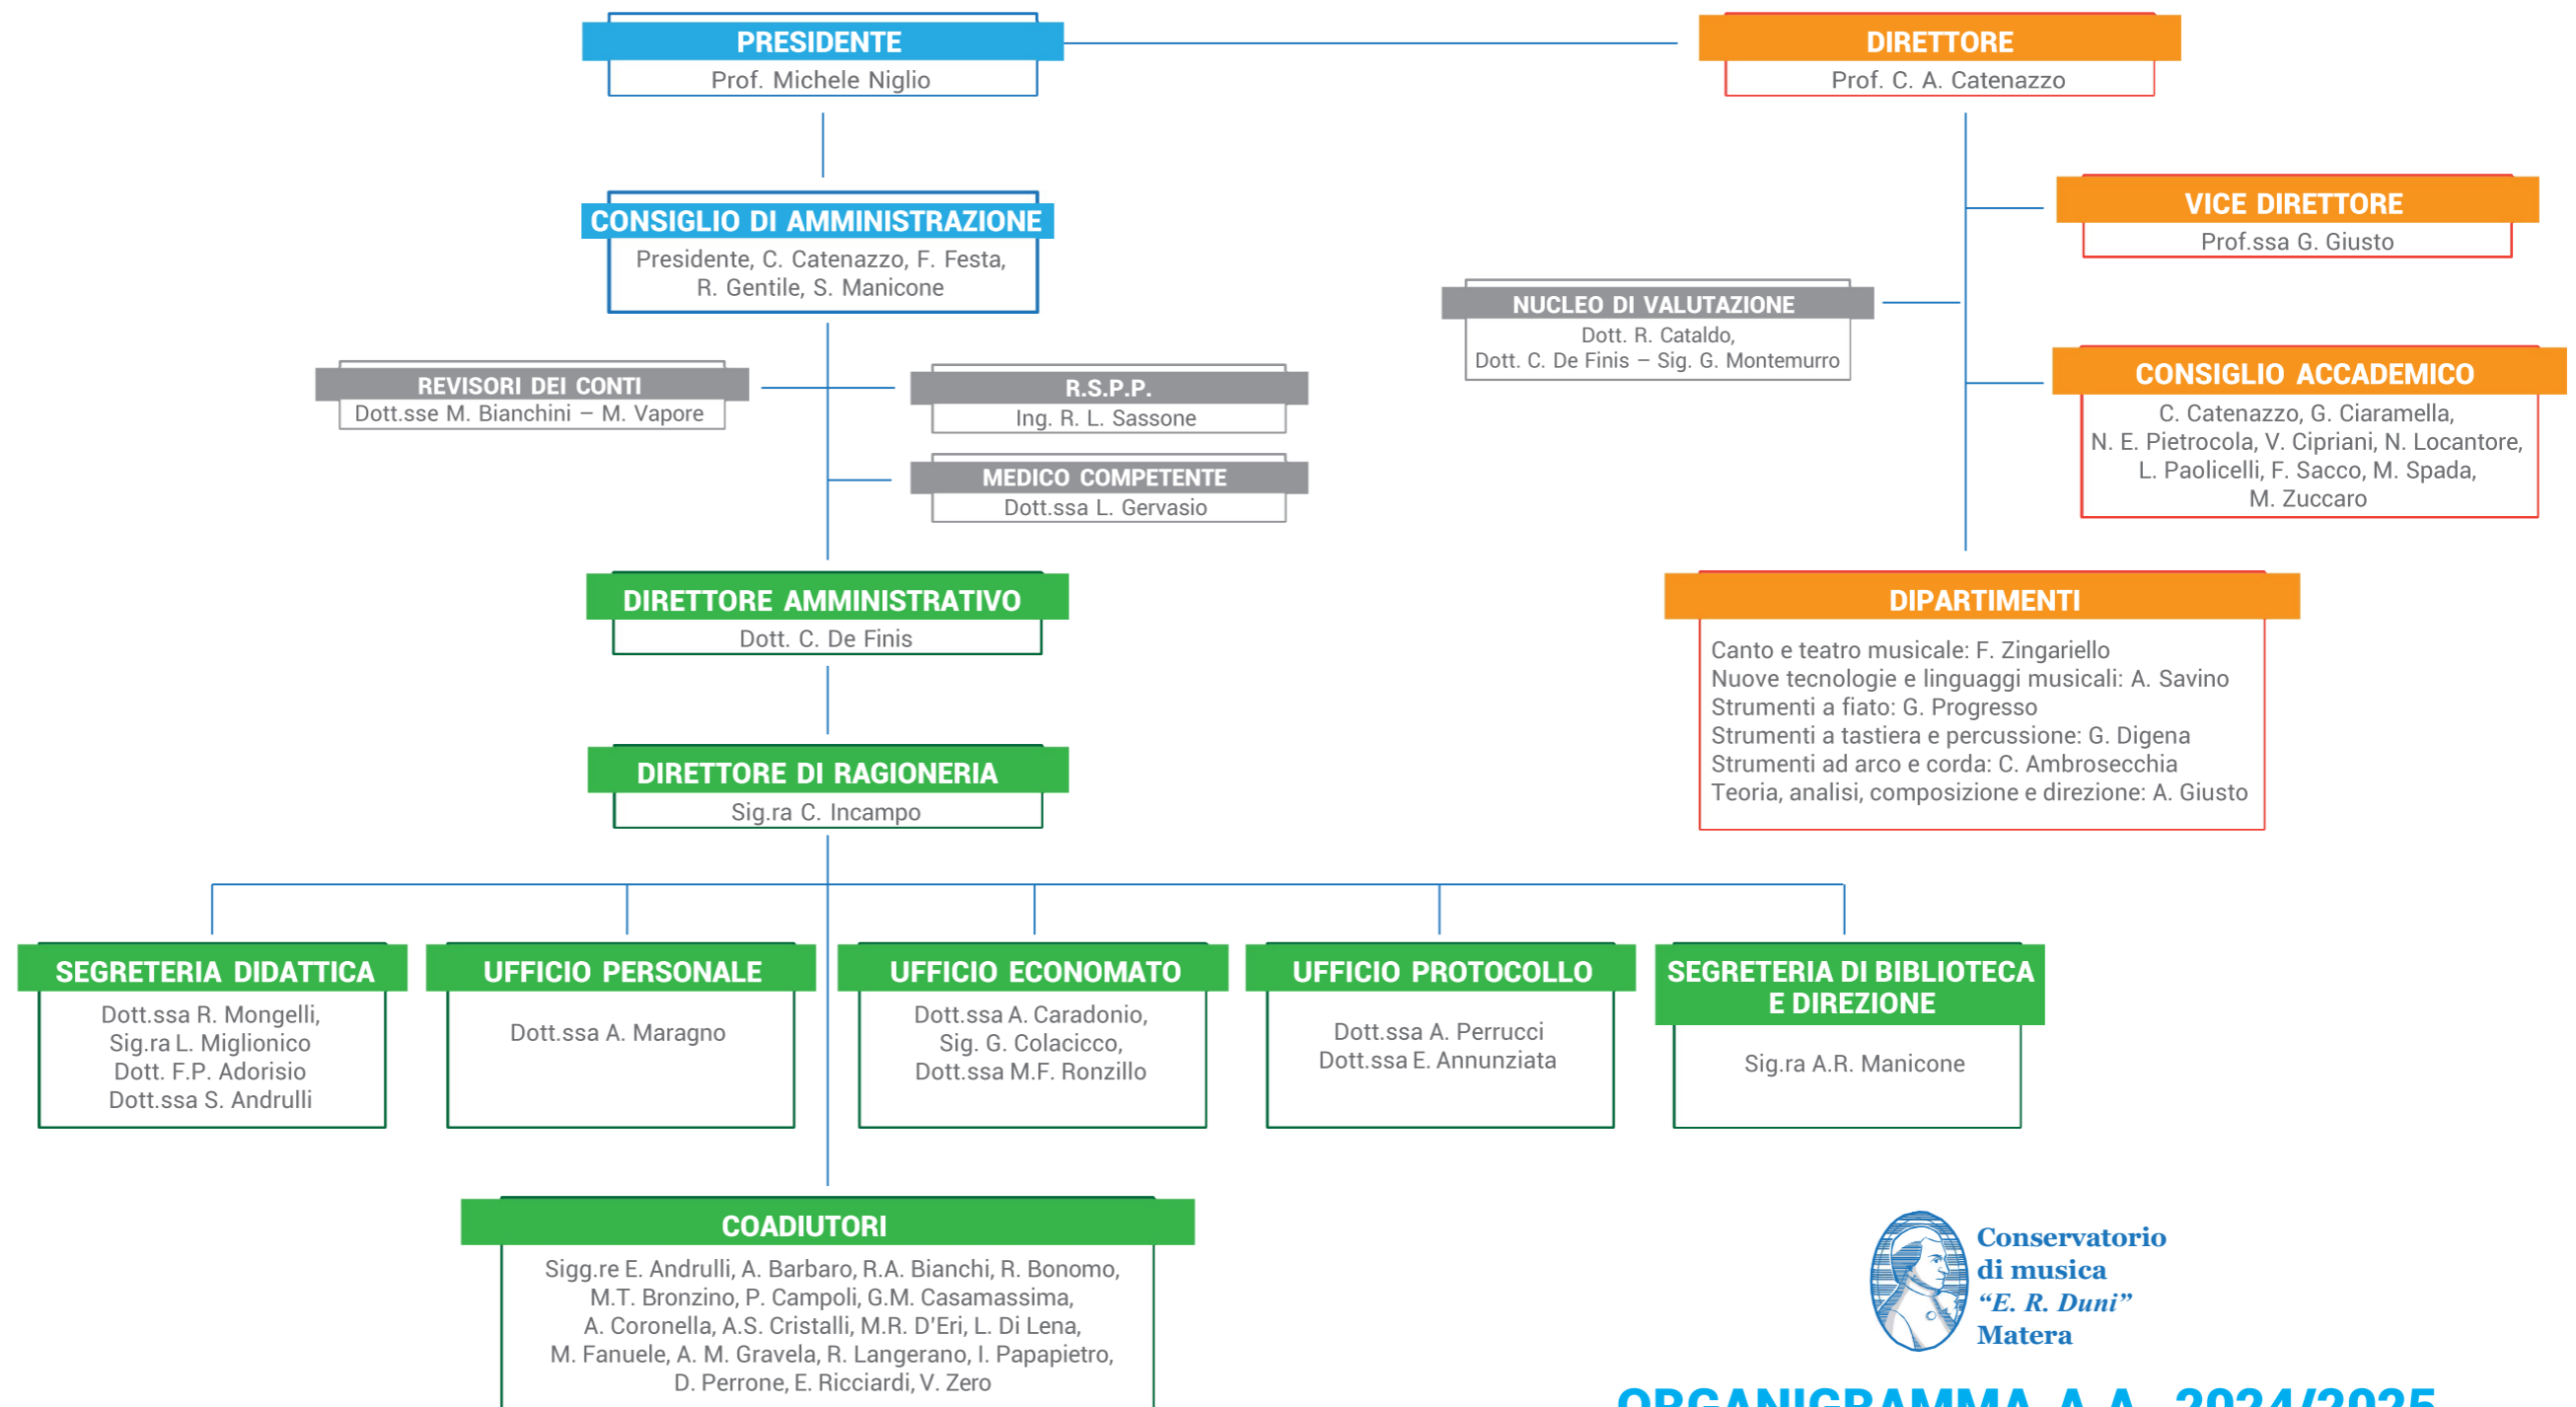 PRESIDENTE
Prof. Michele Niglio
DIRETTORE
Prof. C. A. Catenazzo
CONSIGLIO DI AMMINISTRAZIONE
Presidente, C. Catenazzo, F. Festa,
R. Gentile, S. Manicone
VICE DIRETTORE
Prof.ssa G. Giusto
NUCLEO DI VALUTAZIONE
Dott. R. Cataldo,
Dott. C. De Finis – Sig. G. Montemurro
REVISORI DEI CONTI
Dott.sse M. Bianchini – M. Vapore
R.S.P.P.
Ing. R. L. Sassone
CONSIGLIO ACCADEMICO
C. Catenazzo, G. Ciaramella,
N. E. Pietrocola, V. Cipriani, N. Locantore,
L. Paolicelli, F. Sacco, M. Spada,
M. Zuccaro
MEDICO COMPETENTE
Dott.ssa L. Gervasio
DIRETTORE AMMINISTRATIVO
Dott. C. De Finis
DIPARTIMENTI
Canto e teatro musicale: F. Zingariello
Nuove tecnologie e linguaggi musicali: A. Savino
Strumenti a fiato: G. Progresso
Strumenti a tastiera e percussione: G. Digena
Strumenti ad arco e corda: C. Ambrosecchia
Teoria, analisi, composizione e direzione: A. Giusto
DIRETTORE DI RAGIONERIA
Sig.ra C. Incampo
SEGRETERIA DIDATTICA
Dott.ssa R. Mongelli,
Sig.ra L. Miglionico
Dott. F.P. Adorisio
Dott.ssa S. Andrulli
UFFICIO PERSONALE
Dott.ssa A. Maragno
UFFICIO ECONOMATO
Dott.ssa A. Caradonio,
Sig. G. Colacicco,
Dott.ssa M.F. Ronzillo
UFFICIO PROTOCOLLO
Dott.ssa A. Perrucci
Dott.ssa E. Annunziata
SEGRETERIA DI BIBLIOTECA
E DIREZIONE
Sig.ra A.R. Manicone
COADIUTORI
Sigg.re E. Andrulli, A. Barbaro, R.A. Bianchi, R. Bonomo,
M.T. Bronzino, P. Campoli, G.M. Casamassima,
A. Coronella, A.S. Cristalli, M.R. D'Eri, L. Di Lena,
M. Fanuele, A. M. Gravela, R. Langerano, I. Papapietro,
D. Perrone, E. Ricciardi, V. Zero
Conservatorio
di musica
“E. R. Duni”
Matera
ORGANIGRAMMA A.A. 2024/2025